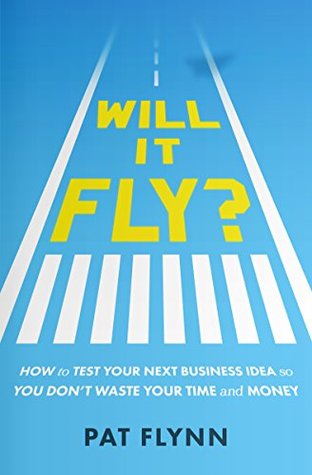 WILL
IT
FLY?
HOW to TEST YOUR NEXT BUSINESS IDEA so
YOU DON'T WASTE YOUR TIME and MONEY
PAT FLYNN